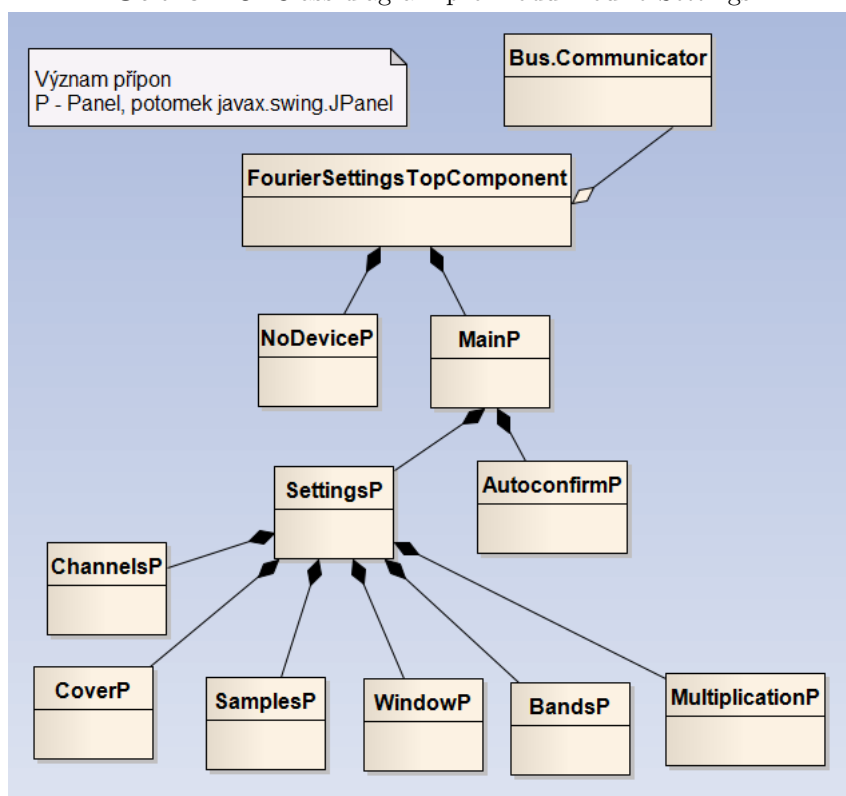 Význam přípon
P - Panel, potomek javax.swing.JPanel
Bus.Communicator
FourierSettingsTopComponent
NoDeviceP
MainP
SettingsP
AutoconfirmP
ChannelsP
CoverP
SamplesP
WindowP
BandsP
MultiplicationP